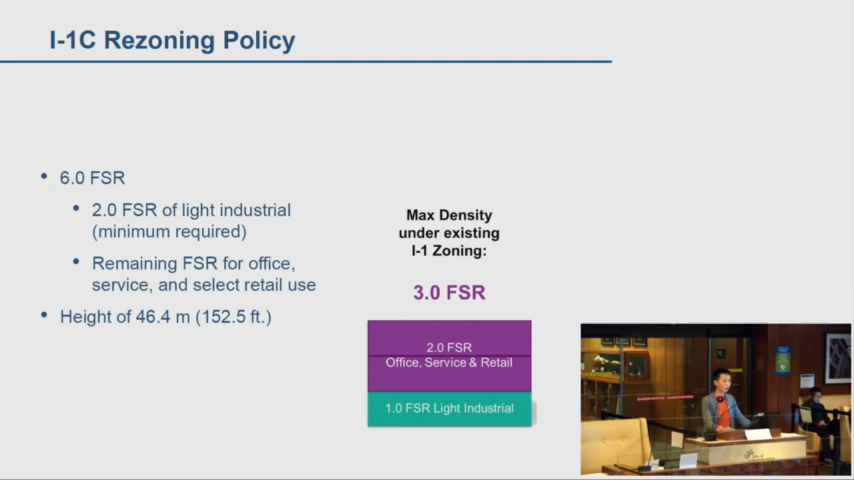 I-1C Rezoning Policy
• 6.0 FSR
• 2.0 FSR of light industrial
(minimum required)
• Remaining FSR for office,
service, and select retail use
• Height of 46.4 m (152.5 ft.)
Max Density
under existing
I-1 Zoning:
3.0 FSR
2.0 FSR
Office, Service & Retail
1.0 FSR Light Industrial